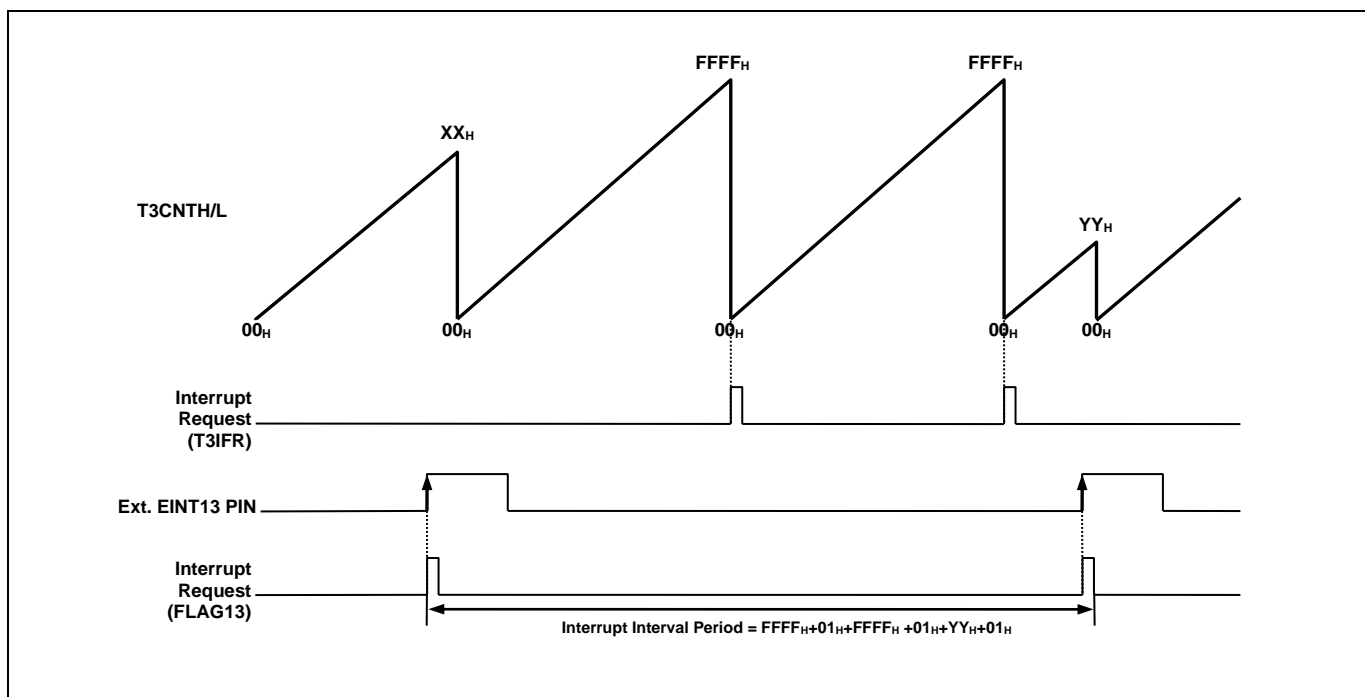 FFFFH
FFFFH
XXH
T3CNTH/L
YYH
00H
00H
00H
00H
00H
Interrupt
Request
(T3IFR)
Ext. EINT13 PIN
Interrupt
Request
(FLAG13)
Interrupt Interval Period = FFFFH+01H+FFFFH +01H+YYH+01H